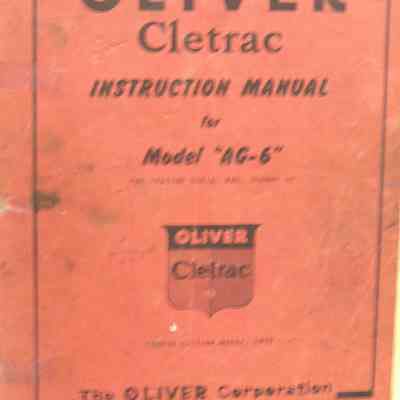 OLIVER
Cletrac
INSTRUCTION MANUAL
for
Model "AG-6"
OLIVER
Cletrac
The OLIVER Corporation